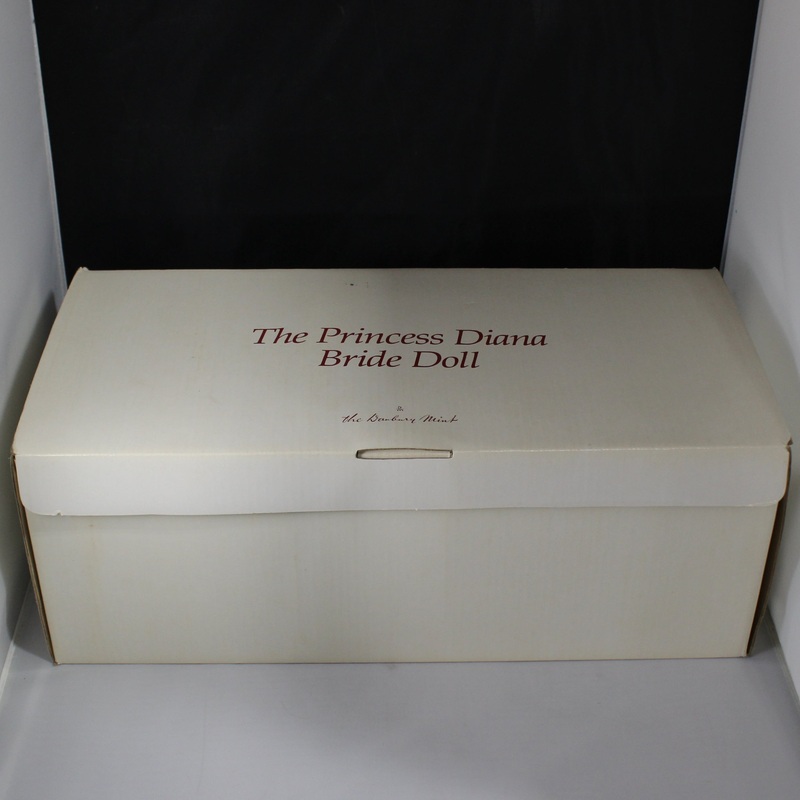 The Princess Diana
Bride Doll
the Danbury Mint